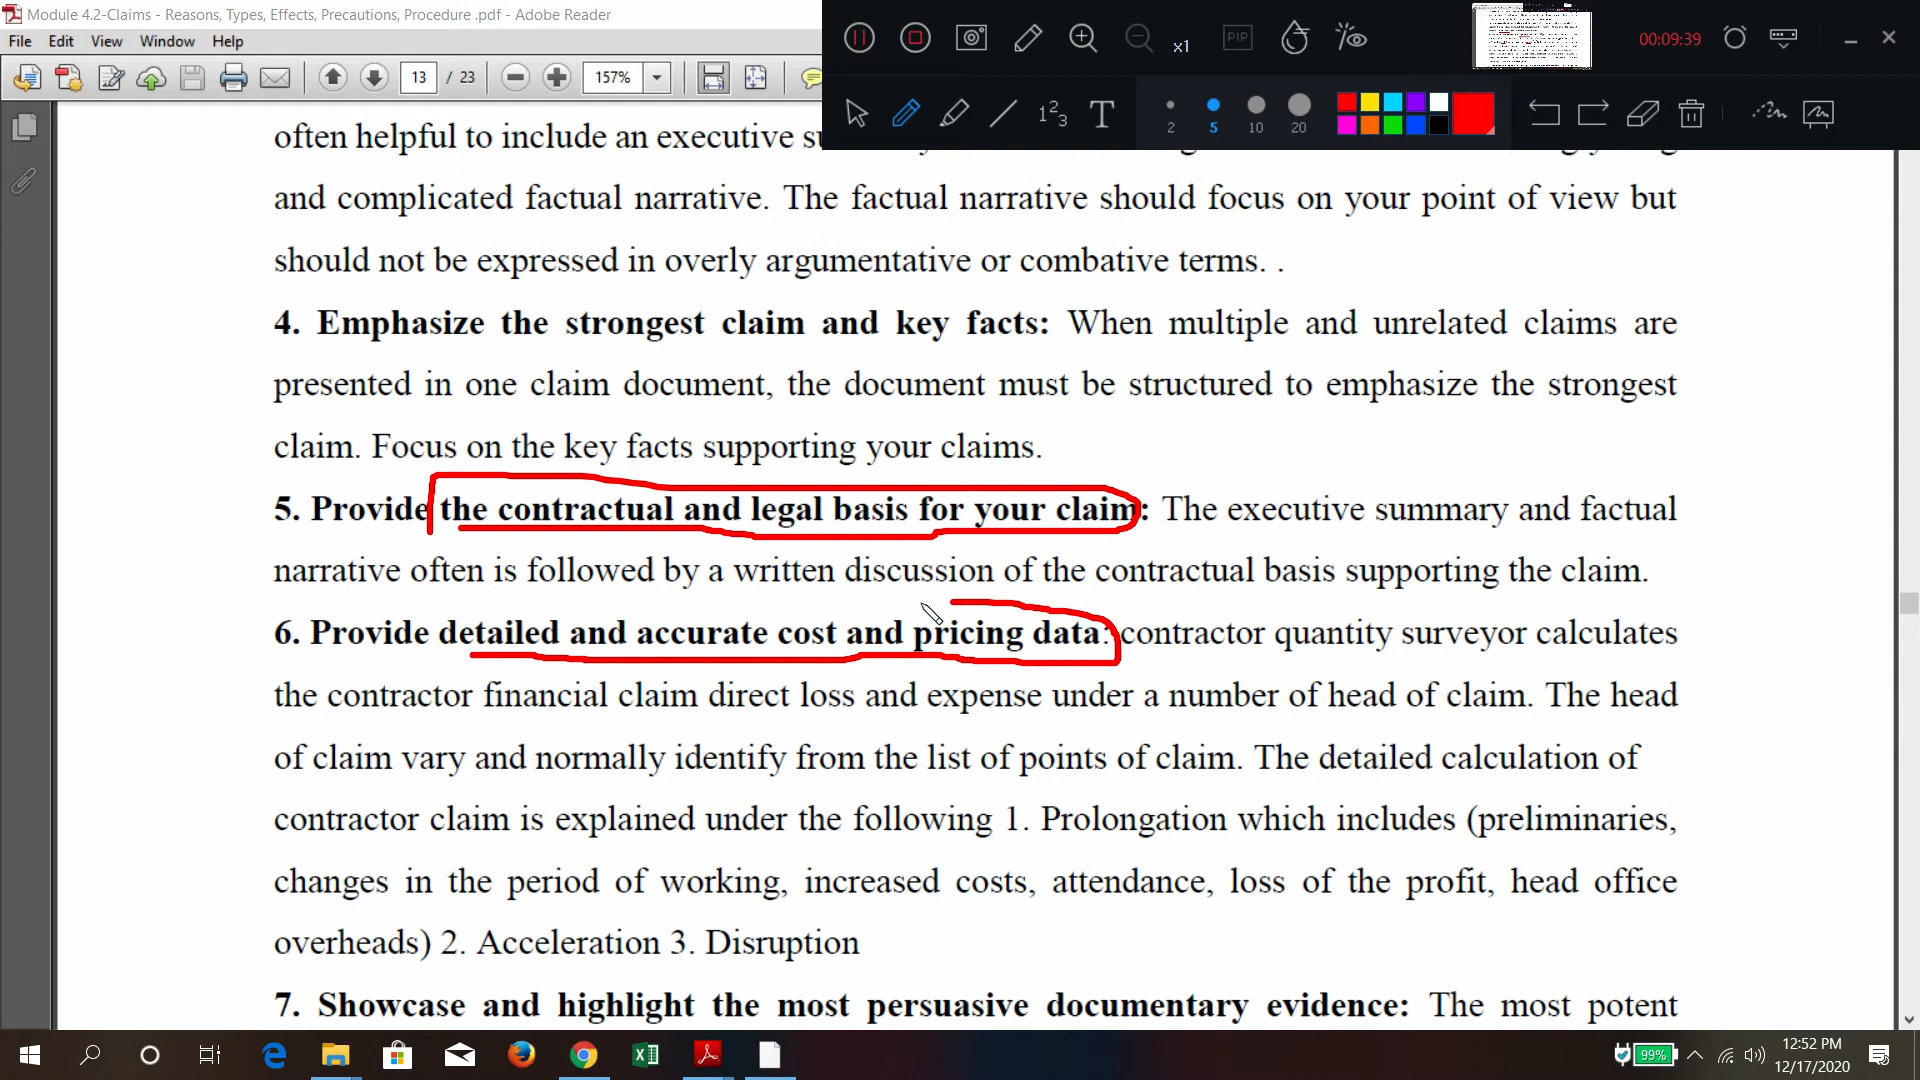 Module 4.2-Claims - Reasons, Types, Effects, Precautions, Procedure .pdf - Adobe Reader
File Edit View Window Help
13 / 23 157%
x1 PIP 00:09:39
1 2 3 T 2 5 10 20
often helpful to include an executive
and complicated factual narrative. The factual narrative should focus on your point of view but
should not be expressed in overly argumentative or combative terms. .
4. Emphasize the strongest claim and key facts: When multiple and unrelated claims are
presented in one claim document, the document must be structured to emphasize the strongest
claim. Focus on the key facts supporting your claims.
5. Provide the contractual and legal basis for your claim: The executive summary and factual
narrative often is followed by a written discussion of the contractual basis supporting the claim.
6. Provide detailed and accurate cost and pricing data: contractor quantity surveyor calculates
the contractor financial claim direct loss and expense under a number of head of claim. The head
of claim vary and normally identify from the list of points of claim. The detailed calculation of
contractor claim is explained under the following 1. Prolongation which includes (preliminaries,
changes in the period of working, increased costs, attendance, loss of the profit, head office
overheads) 2. Acceleration 3. Disruption
7. Showcase and highlight the most persuasive documentary evidence: The most potent
99% 12:52 PM
12/17/2020